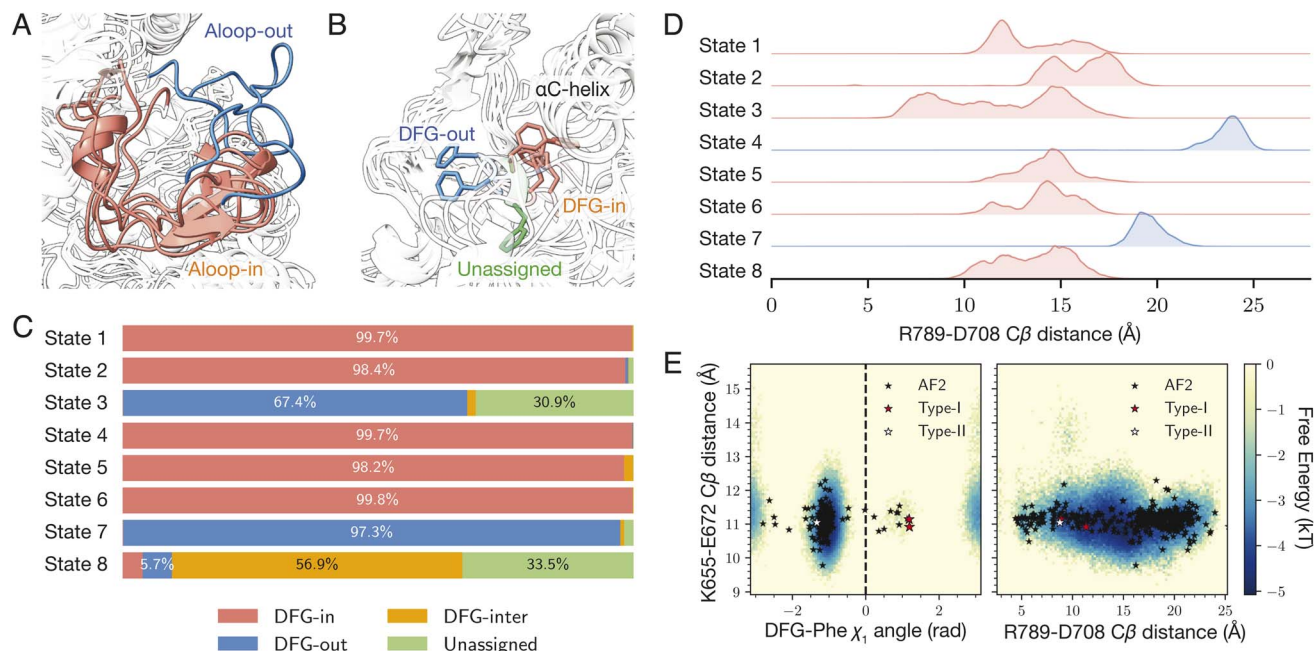 A
Aloop-out
Aloop-in
B
αC-helix
DFG-out
DFG-in
Unassigned
C
State 1
99.7%
State 2
98.4%
State 3
67.4%
30.9%
State 4
99.7%
State 5
98.2%
State 6
99.8%
State 7
97.3%
State 8
5.7%
56.9%
33.5%
DFG-in
DFG-inter
DFG-out
Unassigned
D
State 1
State 2
State 3
State 4
State 5
State 6
State 7
State 8
0 5 10 15 20 25
R789-D708 Cβ distance (Å)
E
K655-E672 Cβ distance (Å)
15
14
13
12
11
10
9
AF2
Type-I
Type-II
−2 0 2
DFG-Phe χ1 angle (rad)
AF2
Type-I
Type-II
5 10 15 20 25
R789-D708 Cβ distance (Å)
0
−1
−2
−3
−4
−5
Free Energy (kT)